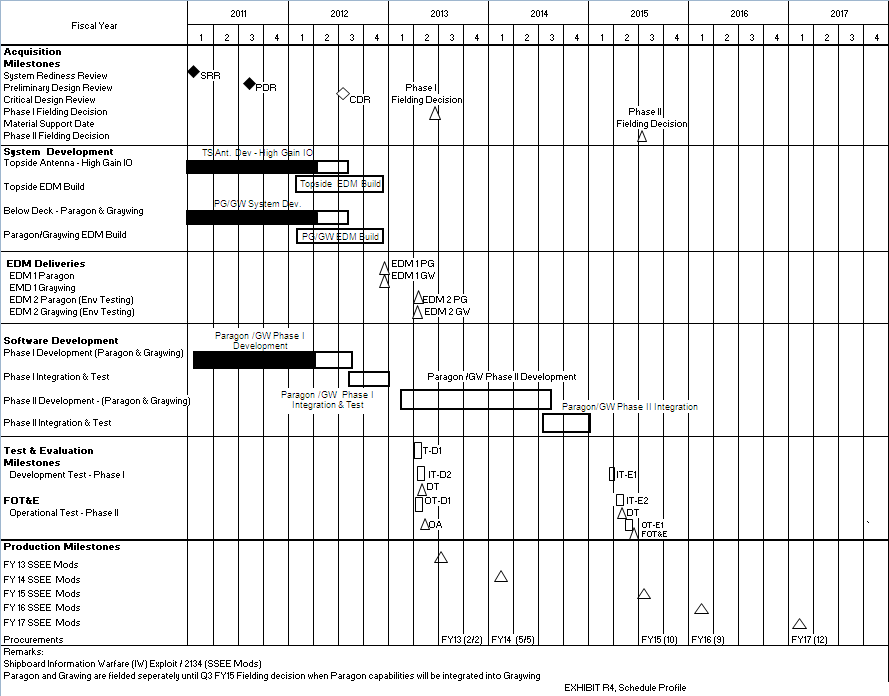 Fiscal Year
2011 2012 2013 2014 2015 2016 2017
1 2 3 4 1 2 3 4 1 2 3 4 1 2 3 4 1 2 3 4 1 2 3 4 1 2 3 4
Acquisition
Milestones
System Rediness Review
SRR
Preliminary Design Review
PDR
Phase I
Critical Design Review
CDR
Fielding Decision
Phase I Fielding Decision
Phase II
Material Support Date
Fielding Decision
Phase II Fielding Decision
System Development
TS Ant. Dev - High Gain IO
Topside Antenna - High Gain IO
Topside EDM Build
Topside EDM Build
PG/GW System Dev.
Below Deck - Paragon & Graywing
Paragon/Graywing EDM Build
PG/GW EDM Build
EDM Deliveries
EDM 1 PG
EDM 1 Paragon
EDM 1 GW
EMD 1 Graywing
EDM 2 Paragon (Env Testing)
EDM 2 PG
EDM 2 Graywing (Env Testing)
EDM 2 GW
Software Development
Paragon /GW Phase I
Development
Phase I Development (Paragon & Graywing)
Phase I Integration & Test
Paragon /GW Phase II Development
Paragon /GW Phase I
Integration & Test
Phase II Development - (Paragon & Graywing)
Paragon/GW Phase II Integration
Phase II Integration & Test
Test & Evaluation
T-D1
Milestones
Development Test - Phase I
IT-D2
IT-E1
DT
FOT&E
OT-D1
IT-E2
Operational Test - Phase II
DT
OA
OT-E1
FOT&E
Production Milestones
FY 13 SSEE Mods
FY 14 SSEE Mods
FY 15 SSEE Mods
FY 16 SSEE Mods
FY 17 SSEE Mods
Procurements
FY13 (2/2) FY14 (5/5) FY15 (10) FY16 (9) FY17 (12)
Remarks:
Shipboard Information Warfare (IW) Exploit / 2134 (SSEE Mods)
Paragon and Grawing are fielded seperately until Q3 FY15 Fielding decision when Paragon capabilities will be integrated into Graywing
EXHIBIT R4, Schedule Profile